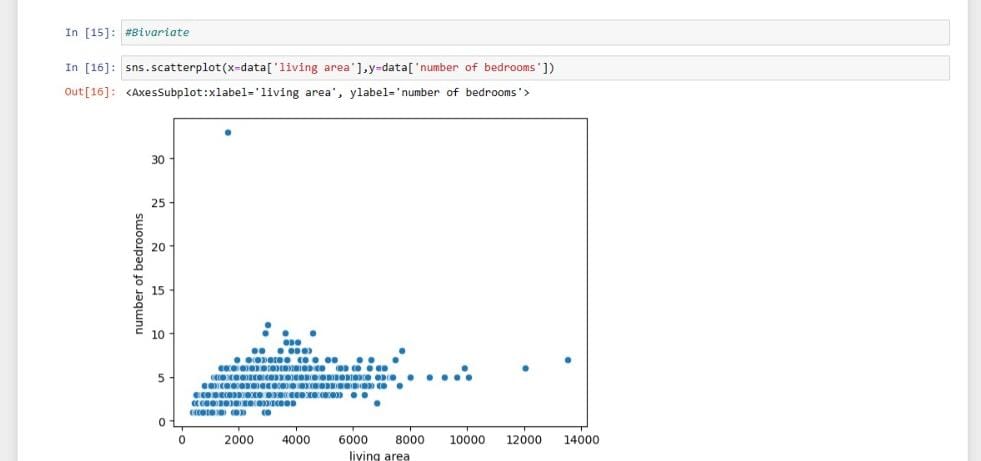 In [15]: #Bivariate
In [16]: sns.scatterplot(x=data['living area'],y=data['number of bedrooms'])
Out[16]: <AxesSubplot:xlabel='living area', ylabel='number of bedrooms'>
30
25
20
15
10
5
0
number of bedrooms
0 2000 4000 6000 8000 10000 12000 14000
living area